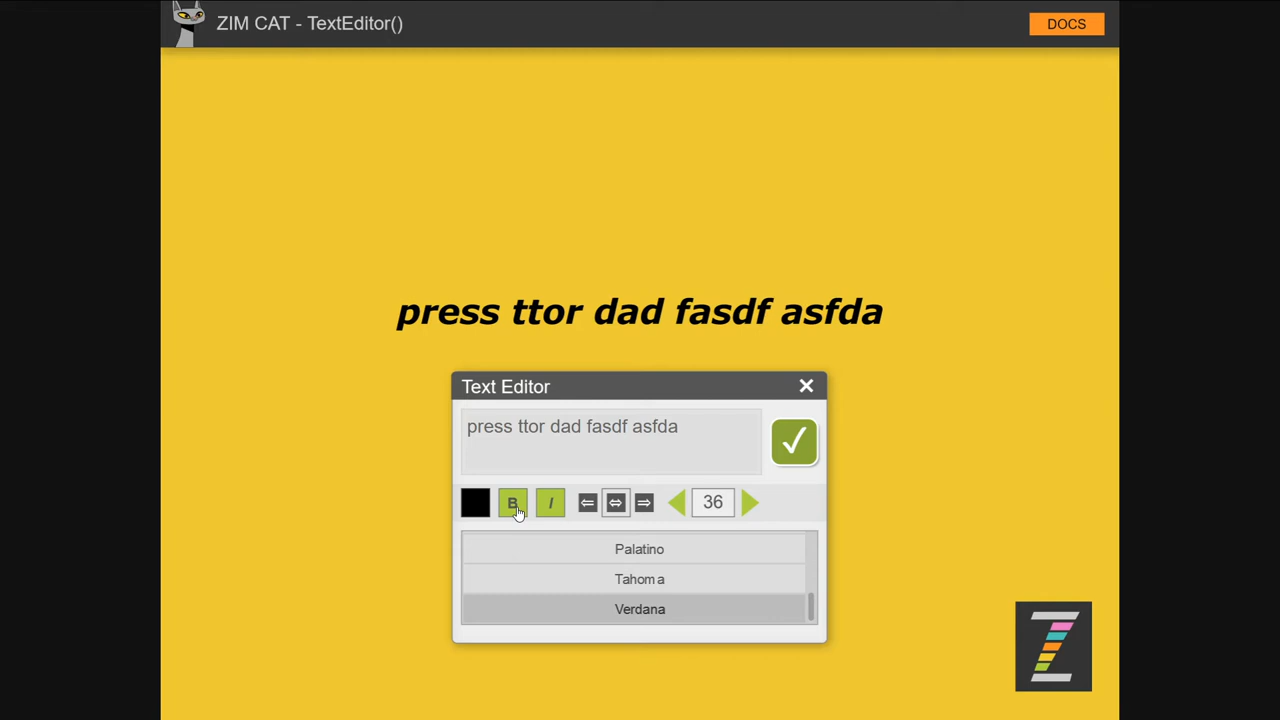 ZIM CAT - TextEditor()
DOCS
press ttor dad fasdf asfda
Text Editor
press ttor dad fasdf asfda
B I 36
Palatino
Tahoma
Verdana